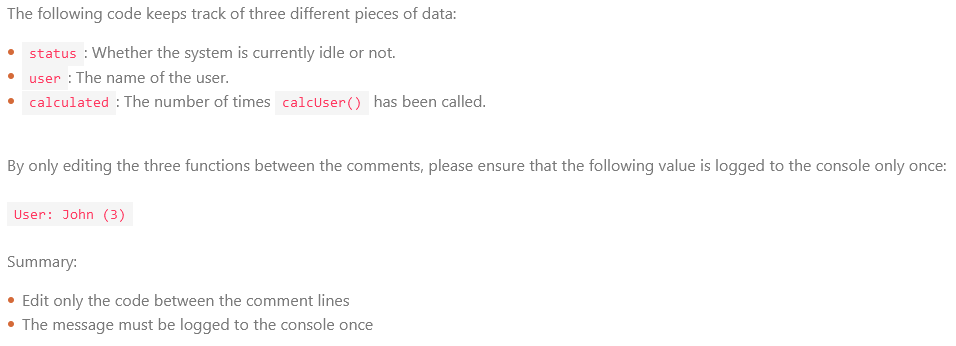 The following code keeps track of three different pieces of data:
• status : Whether the system is currently idle or not.
• user : The name of the user.
• calculated : The number of times calcUser() has been called.
By only editing the three functions between the comments, please ensure that the following value is logged to the console only once:
User: John (3)
Summary:
• Edit only the code between the comment lines
• The message must be logged to the console once